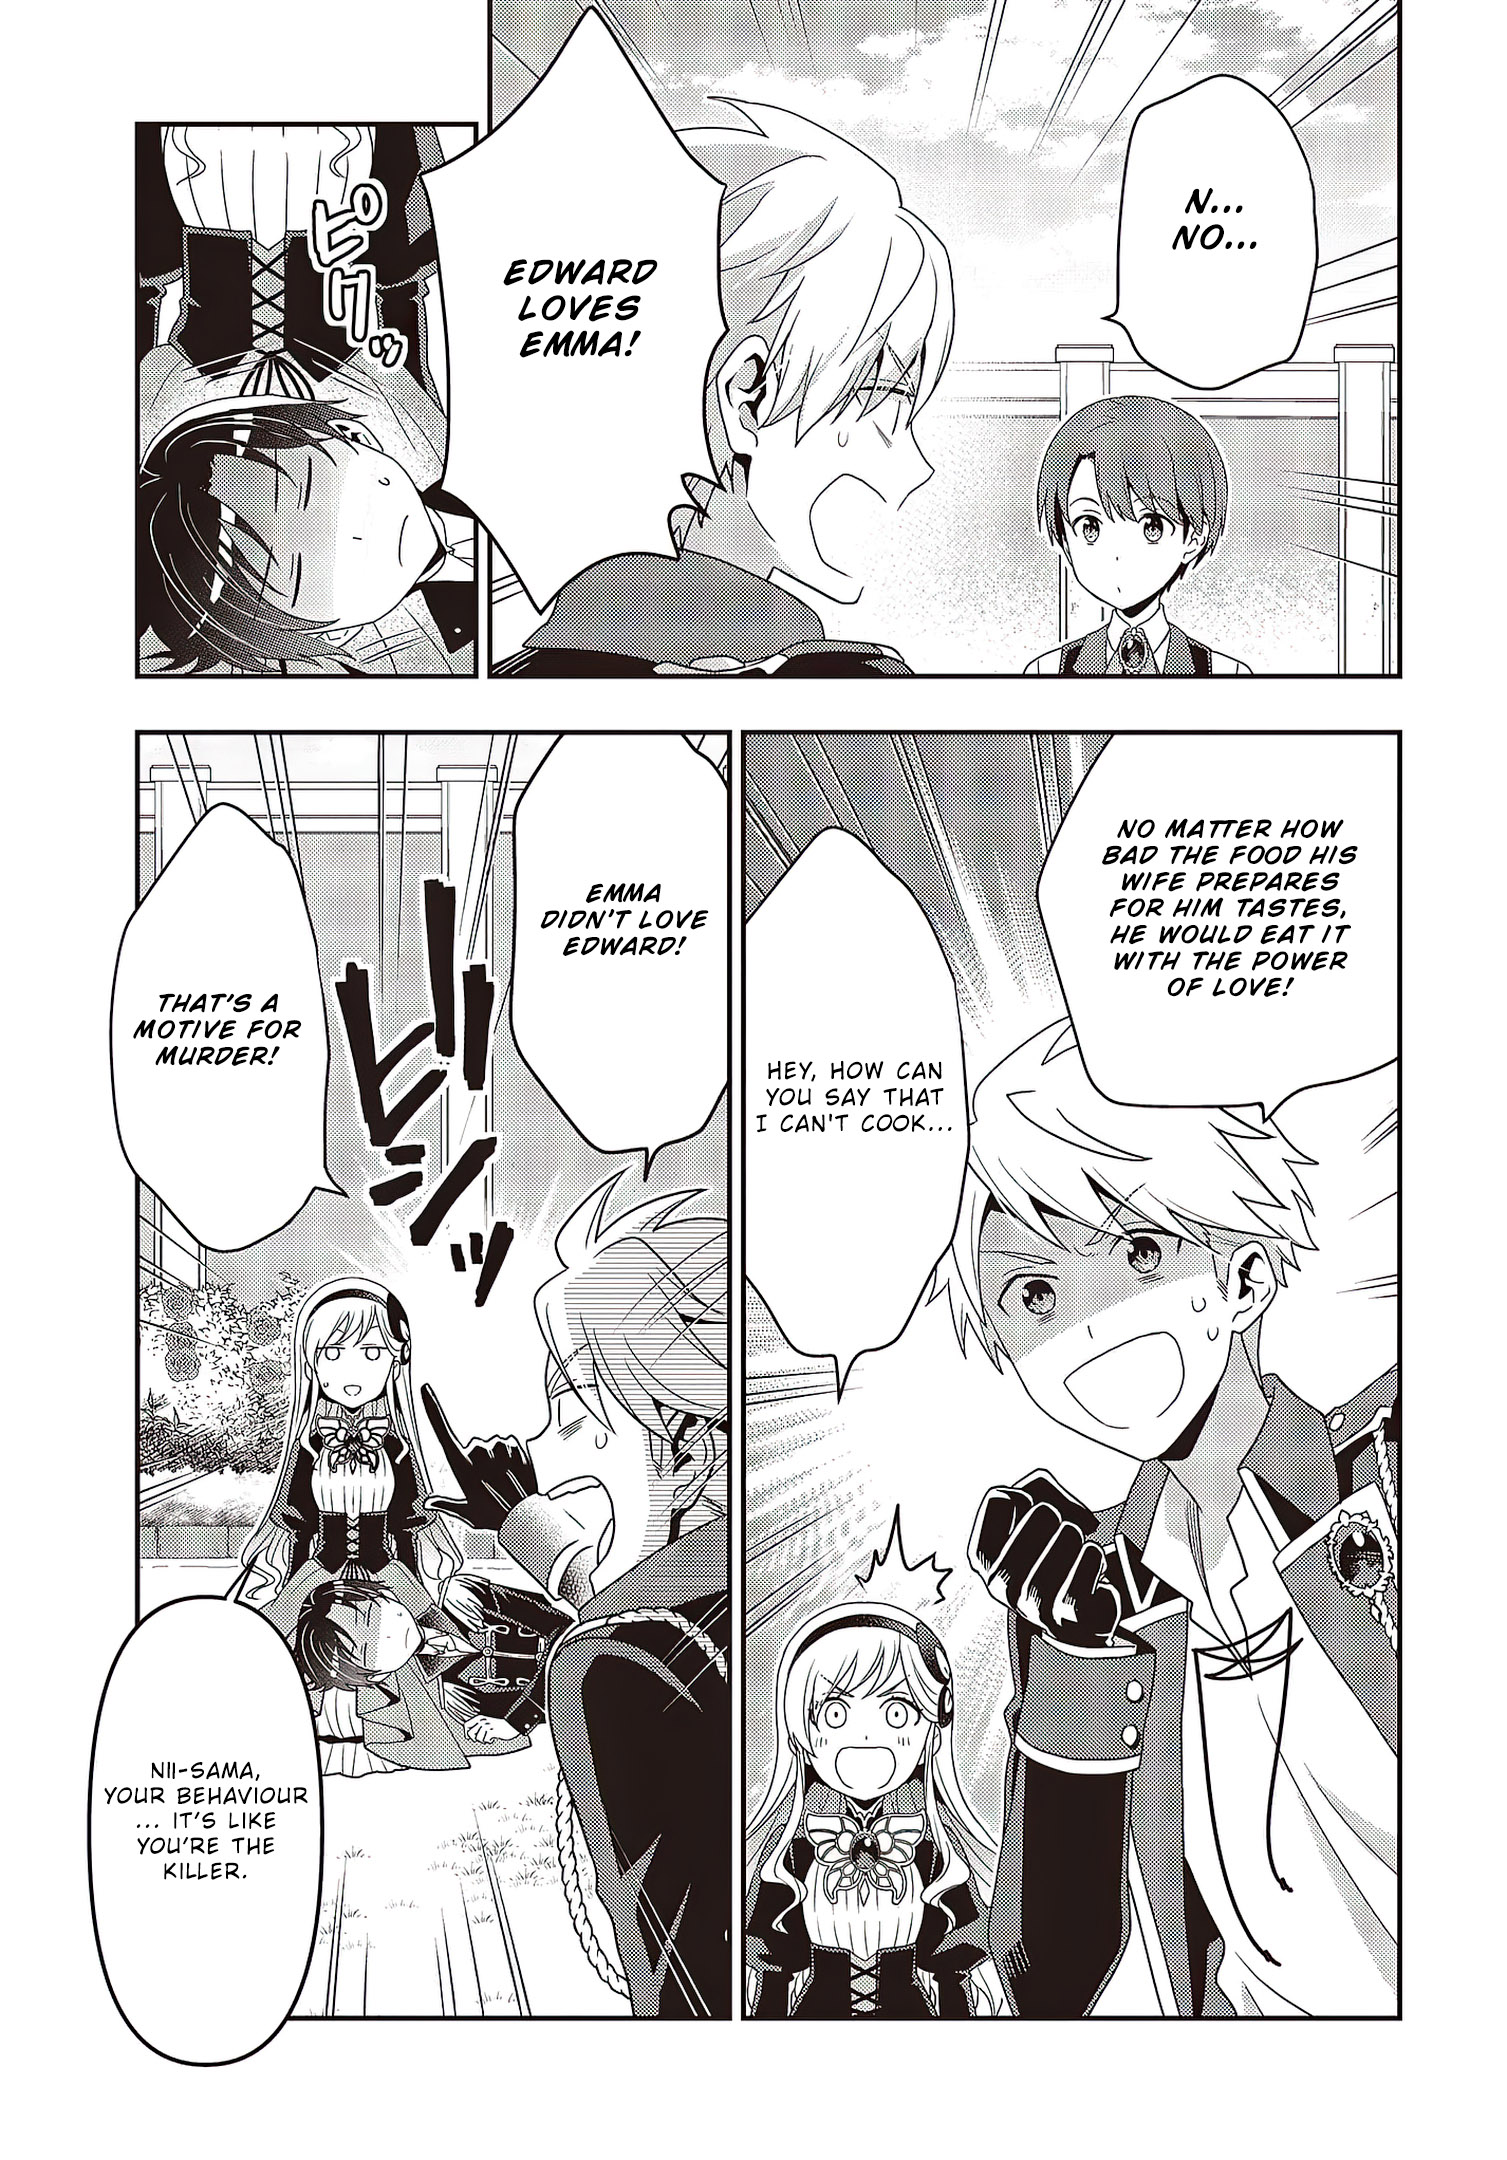 N...
NO...
EDWARD
LOVES
EMMA!
ピクッ
NO MATTER HOW
BAD THE FOOD HIS
WIFE PREPARES
FOR HIM TASTES,
HE WOULD EAT IT
WITH THE POWER
OF LOVE!
HEY, HOW CAN
YOU SAY THAT
I CAN'T COOK...
EMMA
DIDN'T LOVE
EDWARD!
ビシッ
THAT'S A
MOTIVE FOR
MURDER!
NII-SAMA,
YOUR BEHAVIOUR
... IT'S LIKE
YOU'RE THE
KILLER.